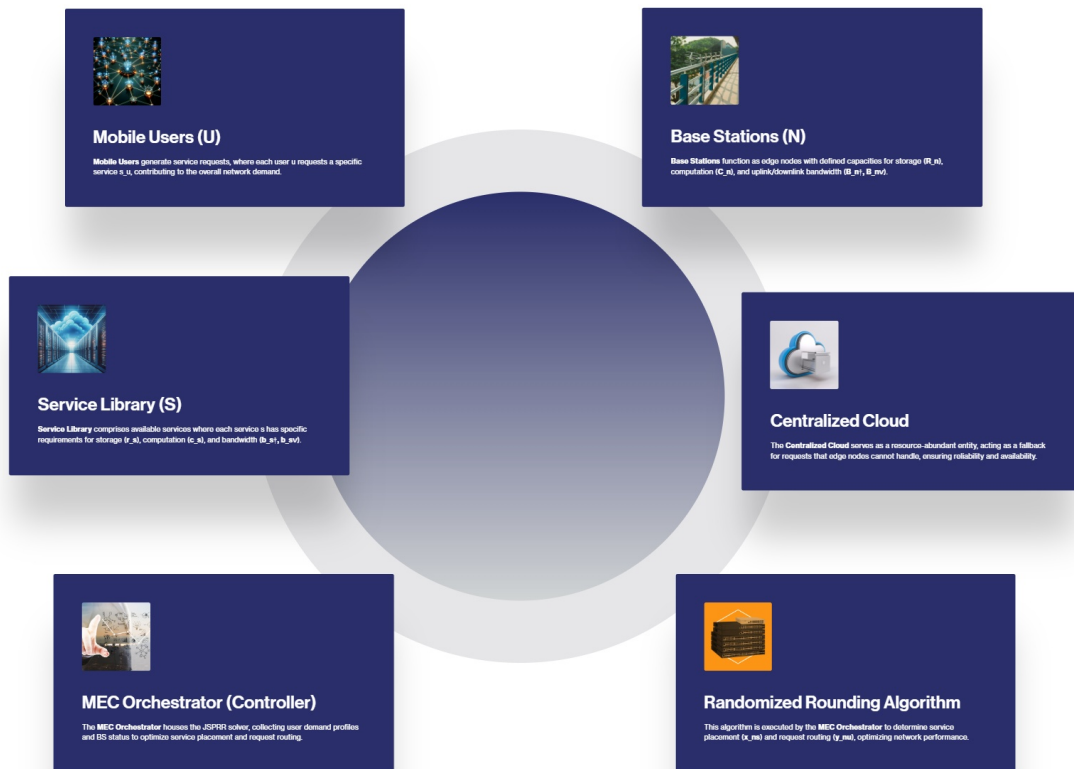 Mobile Users (U)
Mobile Users generate service requests, where each user u requests a specific
service s_u, contributing to the overall network demand.
Base Stations (N)
Base Stations function as edge nodes with defined capacities for storage (R_n),
computation (C_n), and uplink/downlink bandwidth (B_n↑, B_nv).
Service Library (S)
Service Library comprises available services where each service s has specific
requirements for storage (r_s), computation (c_s), and bandwidth (b_s↑, b_sv).
Centralized Cloud
The Centralized Cloud serves as a resource-abundant entity, acting as a fallback
for requests that edge nodes cannot handle, ensuring reliability and availability.
MEC Orchestrator (Controller)
The MEC Orchestrator houses the JSPRR solver, collecting user demand profiles
and BS status to optimize service placement and request routing.
Randomized Rounding Algorithm
This algorithm is executed by the MEC Orchestrator to determine service
placement (x_ns) and request routing (y_nu), optimizing network performance.